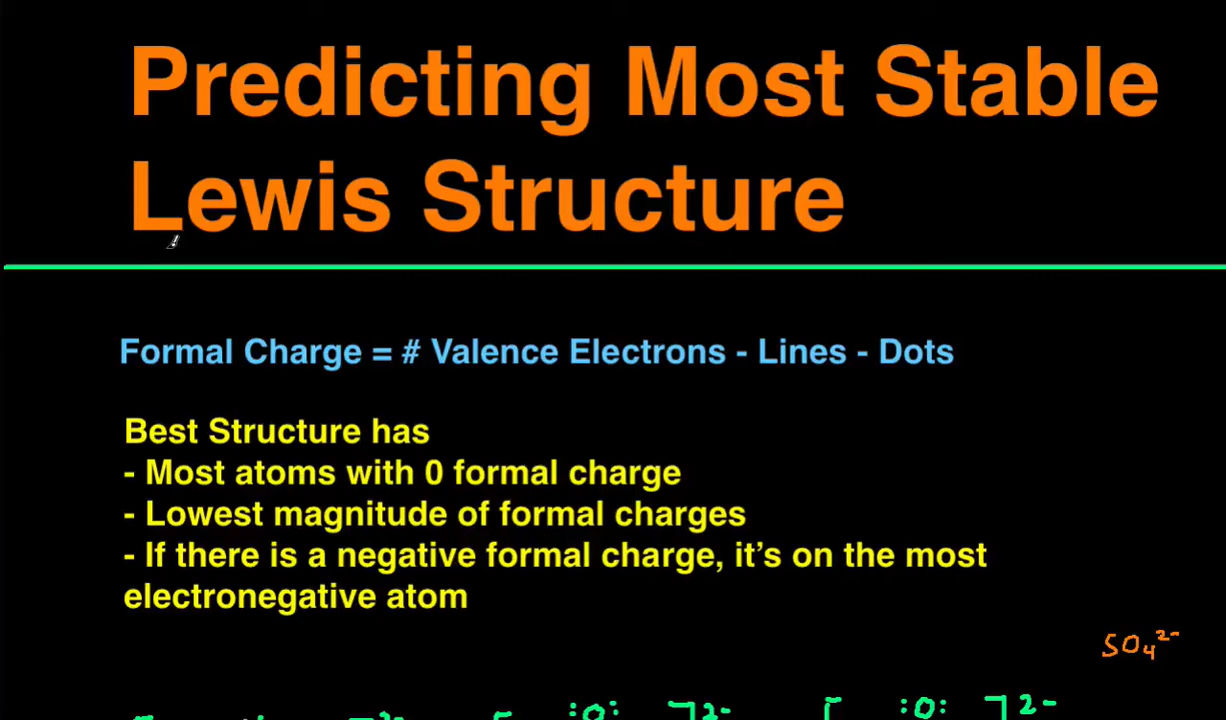 Predicting Most Stable
Lewis Structure
Formal Charge = # Valence Electrons - Lines - Dots
Best Structure has
- Most atoms with 0 formal charge
- Lowest magnitude of formal charges
- If there is a negative formal charge, it’s on the most
electronegative atom
SO₄²⁻
[ :O: ]²⁻ [ :O: ]²⁻